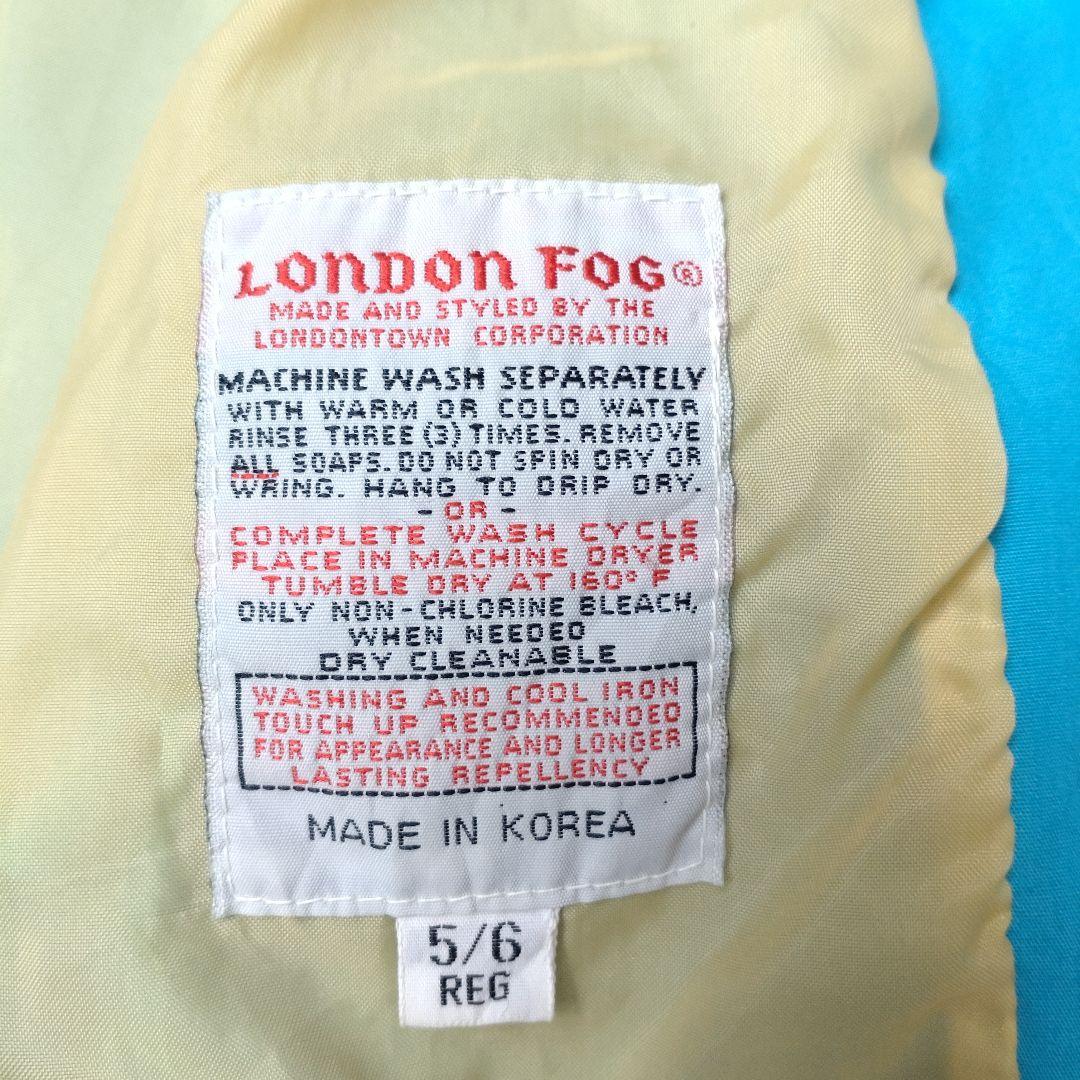 LONDON FOG®
MADE AND STYLED BY THE
LONDONTOWN CORPORATION
MACHINE WASH SEPARATELY
WITH WARM OR COLD WATER
RINSE THREE (3) TIMES. REMOVE
ALL SOAPS. DO NOT SPIN DRY OR
WRING. HANG TO DRIP DRY.
- OR -
COMPLETE WASH CYCLE
PLACE IN MACHINE DRYER
TUMBLE DRY AT 160° F
ONLY NON-CHLORINE BLEACH,
WHEN NEEDED
DRY CLEANABLE
WASHING AND COOL IRON
TOUCH UP RECOMMENDED
FOR APPEARANCE AND LONGER
LASTING REPELLENCY
MADE IN KOREA
5/6
REG